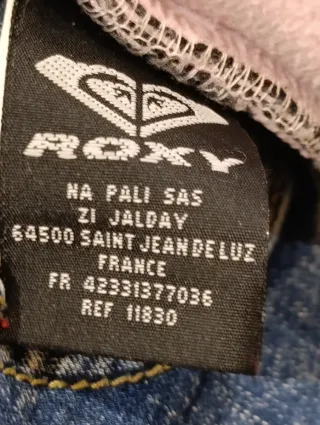 ROXY
NA PALI SAS
ZI JALDAY
64500 SAINT JEAN DE LUZ
FRANCE
FR 42331377036
REF 11830